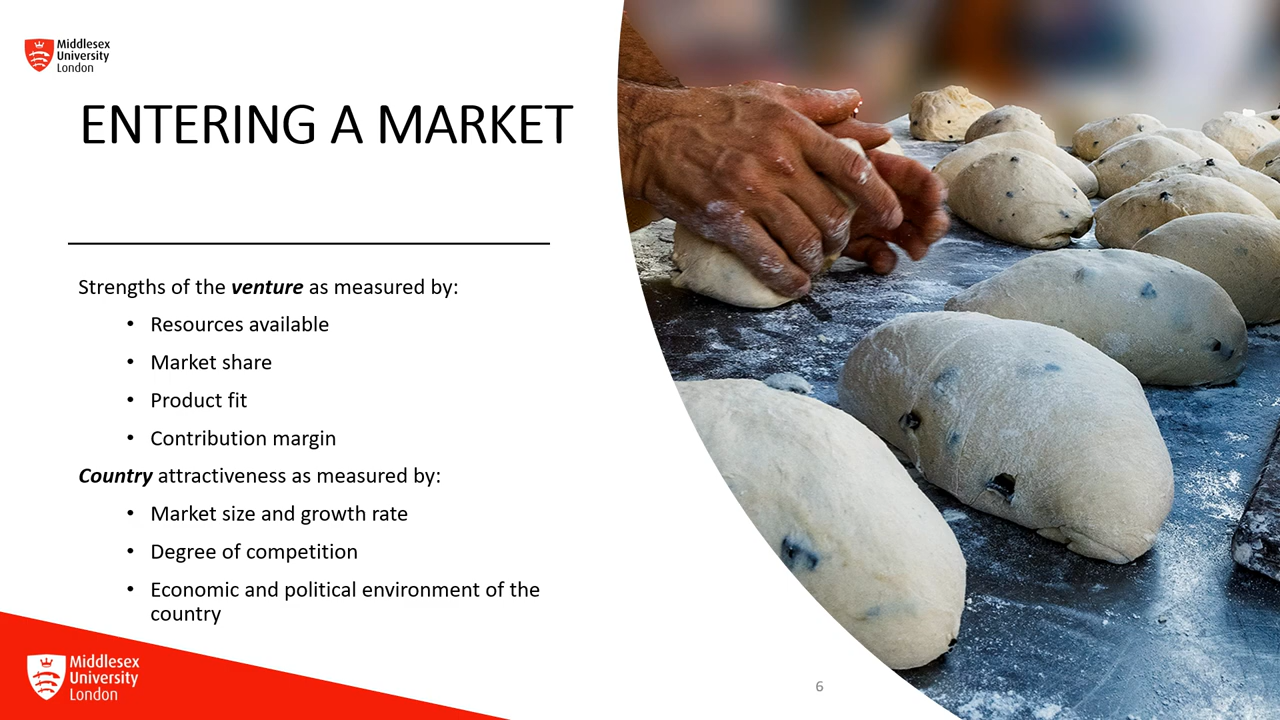 Middlesex
University
London
ENTERING A MARKET
Strengths of the venture as measured by:
• Resources available
• Market share
• Product fit
• Contribution margin
Country attractiveness as measured by:
• Market size and growth rate
• Degree of competition
• Economic and political environment of the
country
Middlesex
University
London
6